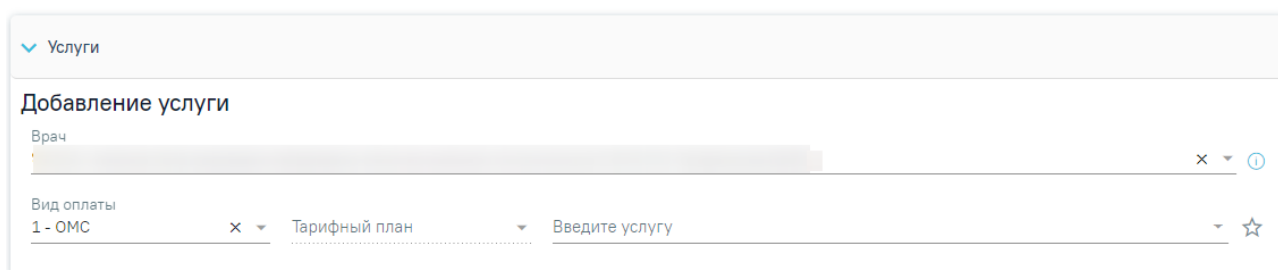 Услуги
Добавление услуги
Врач
Вид оплаты
1 - ОМС Тарифный план Введите услугу